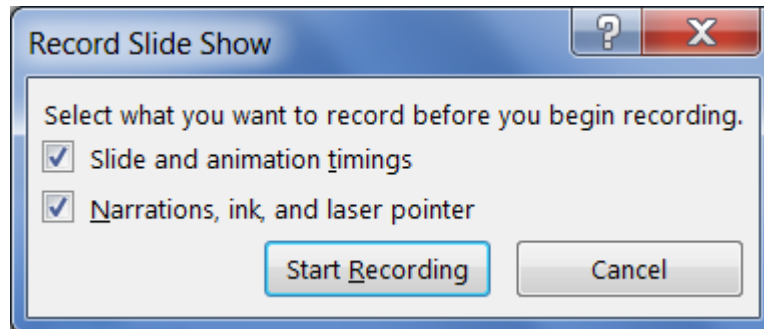 Record Slide Show
Select what you want to record before you begin recording.
Slide and animation timings
Narrations, ink, and laser pointer
Start Recording Cancel